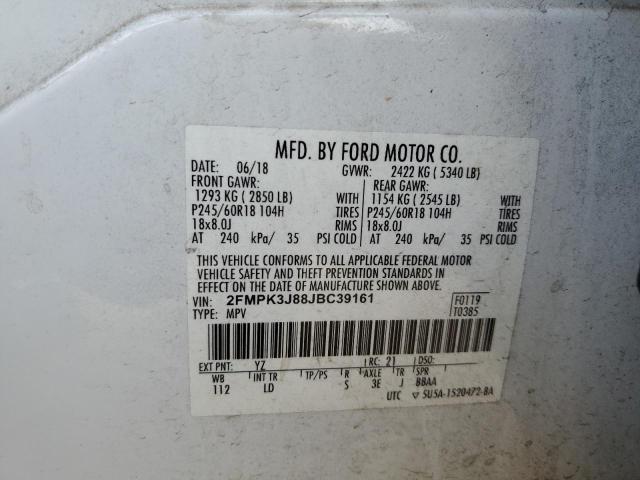 MFD. BY FORD MOTOR CO.
DATE: 06/18 GVWR: 2422 KG ( 5340 LB)
FRONT GAWR: REAR GAWR:
1293 KG ( 2850 LB) WITH 1154 KG ( 2545 LB) WITH
P245/60R18 104H TIRES P245/60R18 104H TIRES
18x8.0J RIMS 18x8.0J RIMS
AT 240 kPa/ 35 PSI COLD AT 240 kPa/ 35 PSI COLD
THIS VEHICLE CONFORMS TO ALL APPLICABLE FEDERAL MOTOR
VEHICLE SAFETY AND THEFT PREVENTION STANDARDS IN
EFFECT ON THE DATE OF MANUFACTURE SHOWN ABOVE.
VIN: 2FMPK3J88JBC39161 F0119
TYPE: MPV T0385
EXT PNT: YZ RC: 21 DSO:
WB INT TR TP/PS R AXLE TR SPR
112 LD S 3E J BBAA
UTC ▽ 5U5A-1520472-BA